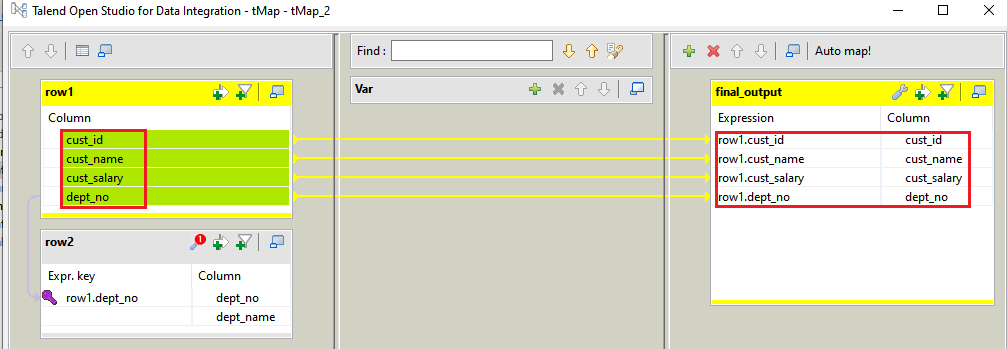 Talend Open Studio for Data Integration - tMap - tMap_2
Find :
Auto map!
row1
Column
cust_id
cust_name
cust_salary
dept_no
row2
1
Expr. key Column
row1.dept_no dept_no
dept_name
Var
final_output
Expression Column
row1.cust_id cust_id
row1.cust_name cust_name
row1.cust_salary cust_salary
row1.dept_no dept_no